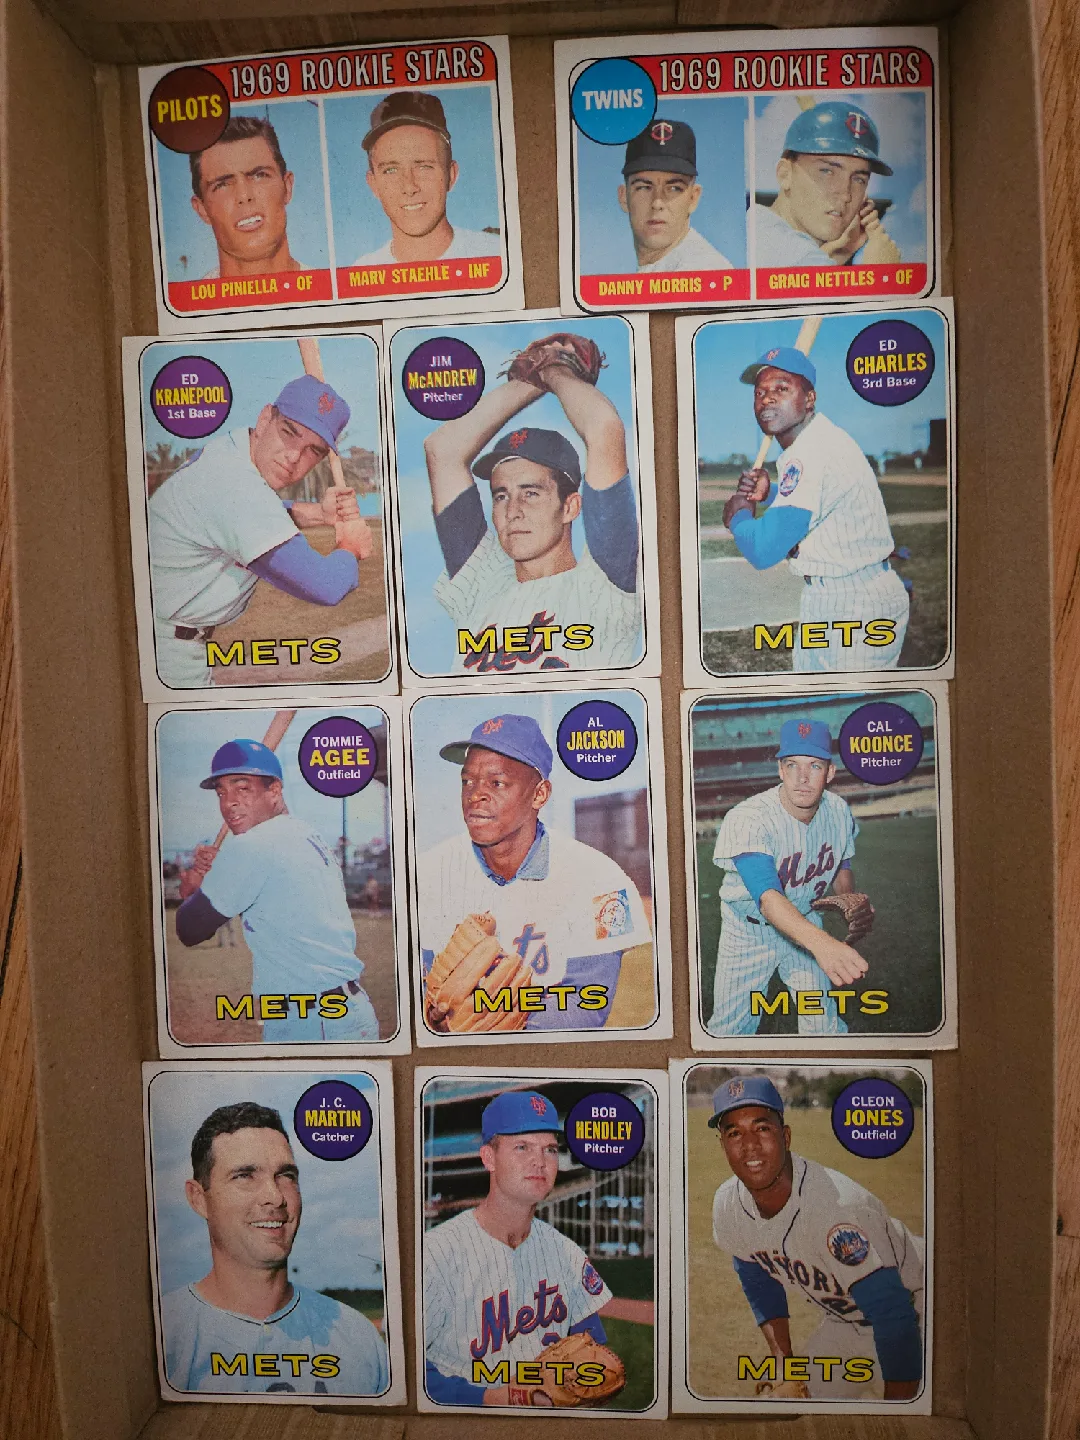 PILOTS
1969 ROOKIE STARS
LOU PINIELLA • OF
MARV STAEHLE • INF
TWINS
1969 ROOKIE STARS
DANNY MORRIS • P
GRAIG NETTLES • OF
ED
KRANEPOOL
1st Base
METS
JIM
McANDREW
Pitcher
Mets
METS
ED
CHARLES
3rd Base
METS
TOMMIE
AGEE
Outfield
METS
AL
JACKSON
Pitcher
ts
METS
CAL
KOONCE
Pitcher
Mets
3
METS
J. C.
MARTIN
Catcher
METS
BOB
HENDLEY
Pitcher
Mets
METS
CLEON
JONES
Outfield
METS